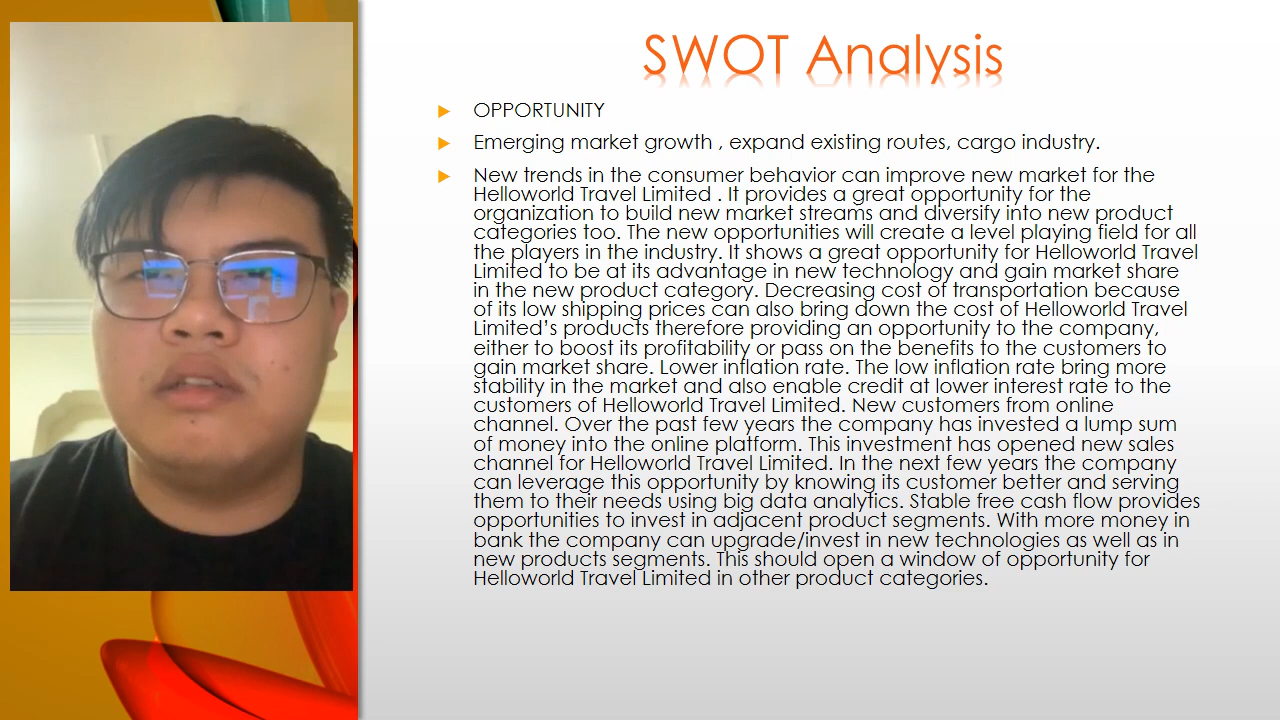 SWOT Analysis
OPPORTUNITY
Emerging market growth , expand existing routes, cargo industry.
New trends in the consumer behavior can improve new market for the
Helloworld Travel Limited . It provides a great opportunity for the
organization to build new market streams and diversify into new product
categories too. The new opportunities will create a level playing field for all
the players in the industry. It shows a great opportunity for Helloworld Travel
Limited to be at its advantage in new technology and gain market share
in the new product category. Decreasing cost of transportation because
of its low shipping prices can also bring down the cost of Helloworld Travel
Limited’s products therefore providing an opportunity to the company,
either to boost its profitability or pass on the benefits to the customers to
gain market share. Lower inflation rate. The low inflation rate bring more
stability in the market and also enable credit at lower interest rate to the
customers of Helloworld Travel Limited. New customers from online
channel. Over the past few years the company has invested a lump sum
of money into the online platform. This investment has opened new sales
channel for Helloworld Travel Limited. In the next few years the company
can leverage this opportunity by knowing its customer better and serving
them to their needs using big data analytics. Stable free cash flow provides
opportunities to invest in adjacent product segments. With more money in
bank the company can upgrade/invest in new technologies as well as in
new products segments. This should open a window of opportunity for
Helloworld Travel Limited in other product categories.